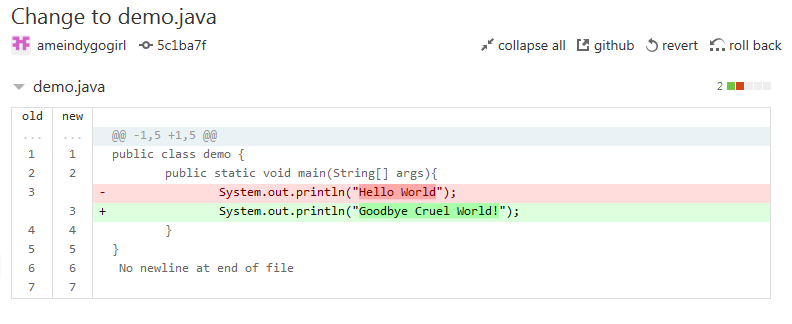 Change to demo.java
ameindygogirl 5c1ba7f collapse all github revert roll back
demo.java 2
old new
... ... @@ -1,5 +1,5 @@
1 1 public class demo {
2 2 public static void main(String[] args){
3 - System.out.println("Hello World");
3 + System.out.println("Goodbye Cruel World!");
4 4 }
5 5 }
6 6 No newline at end of file
7 7